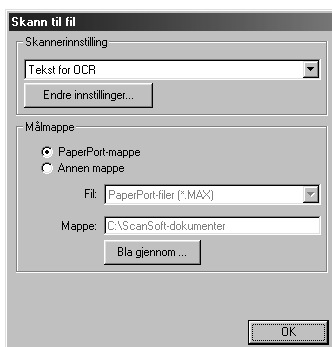 Skann til fil
Skannerinnstilling
Tekst for OCR
Endre innstillinger...
Målmappe
PaperPort-mappe
Annen mappe
Fil: PaperPort-filer (*.MAX)
Mappe: C:\ScanSoft-dokumenter
Bla gjennom ...
OK